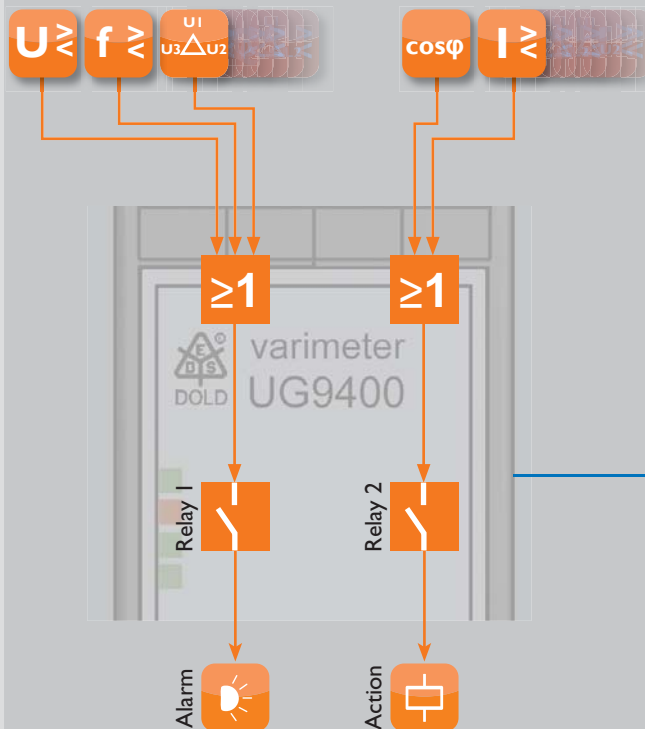 U ≷
f ≷
U1
U3 U2
cosφ
I ≷
≥1
≥1
varimeter
UG9400
E
D S
DOLD
Relay 1
Relay 2
Alarm
Action